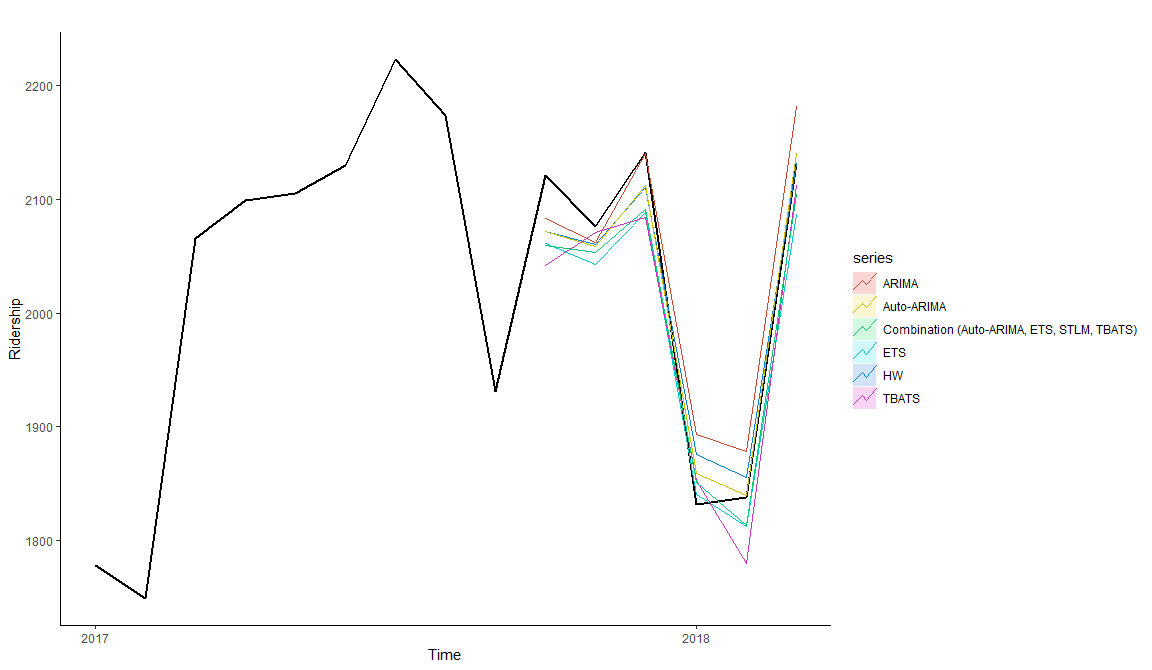 2200
2100
2000
1900
1800
Ridership
2017
2018
Time
series
ARIMA
Auto-ARIMA
Combination (Auto-ARIMA, ETS, STLM, TBATS)
ETS
HW
TBATS